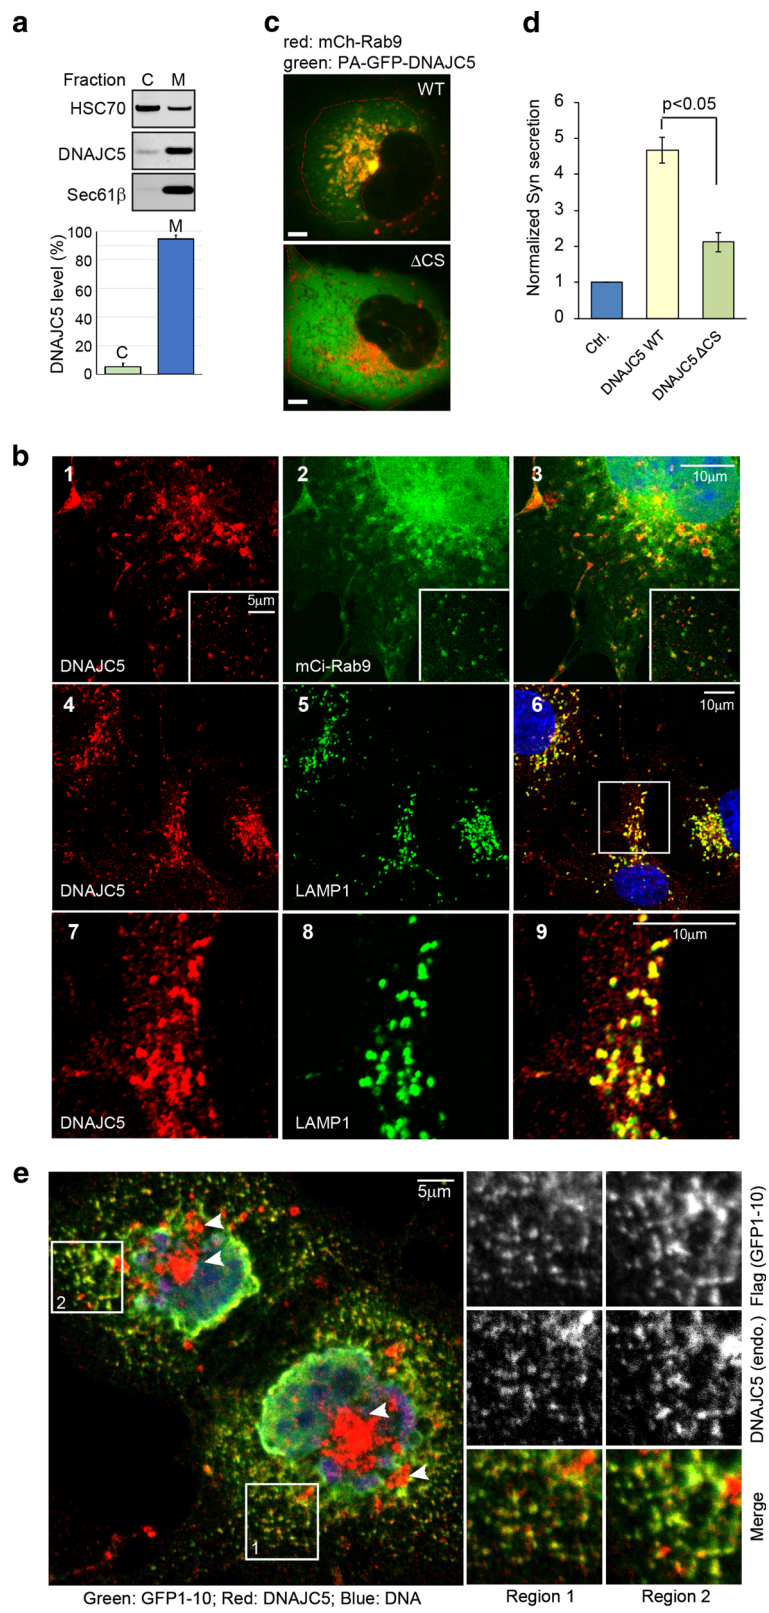 a
Fraction C M
HSC70
DNAJC5
Sec61β
DNAJC5 level (%)
100
80
60
40
20
0
C
M
c
red: mCh-Rab9
green: PA-GFP-DNAJC5
WT
ΔCS
d
Normalized Syn secretion
6
5
4
3
2
1
0
p<0.05
Ctrl.
DNAJC5 WT
DNAJC5 ΔCS
b
1
DNAJC5
5μm
2
mCi-Rab9
3
10μm
4
DNAJC5
5
LAMP1
6
10μm
7
DNAJC5
8
LAMP1
9
10μm
e
5μm
2
1
Green: GFP1-10; Red: DNAJC5; Blue: DNA
Flag (GFP1-10)
DNAJC5 (endo.)
Merge
Region 1
Region 2